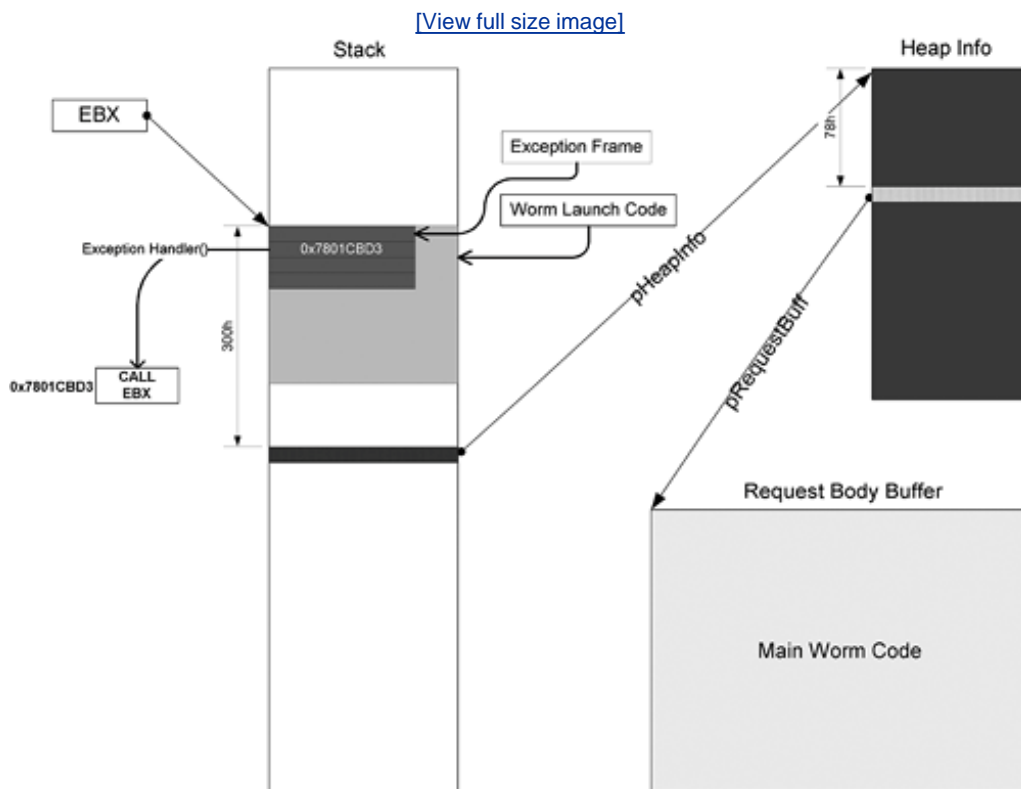 [View full size image]
Stack
Heap Info
EBX
78h
Exception Frame
Worm Launch Code
Exception Handler()
0x7801CBD3
pHeapInfo
300h
pRequestBuff
0x7801CBD3
CALL
EBX
Request Body Buffer
Main Worm Code